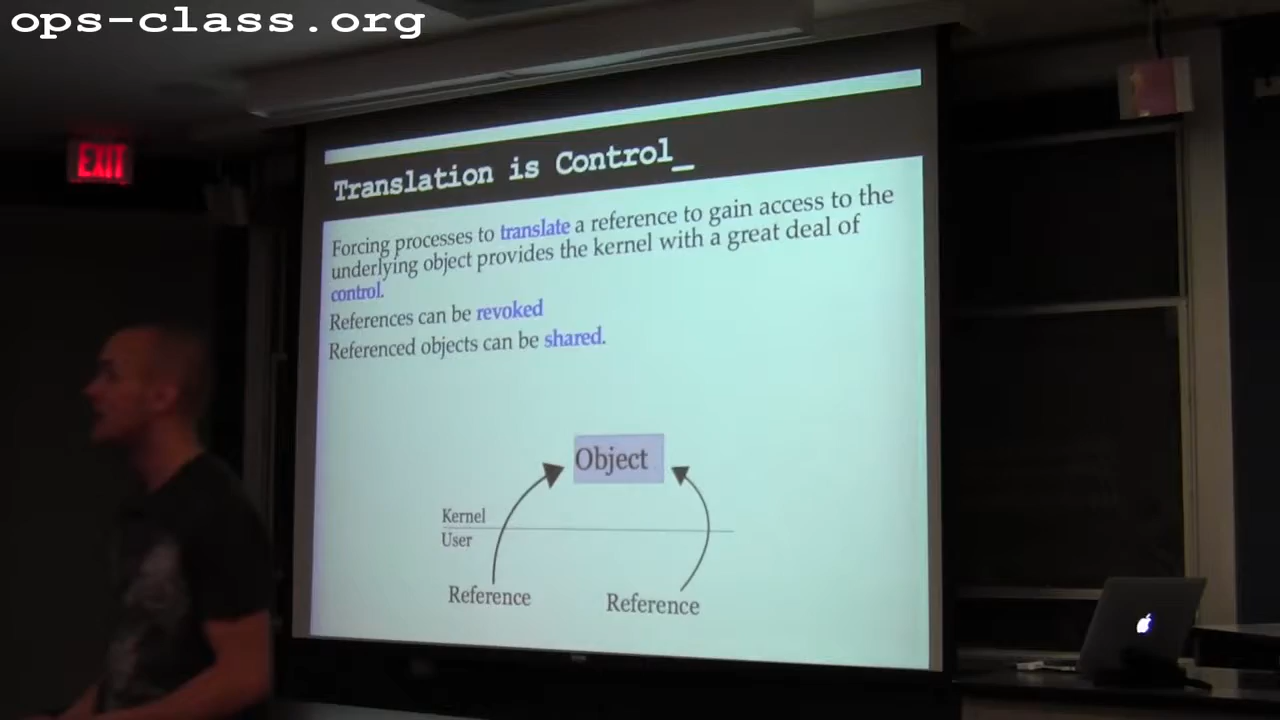 ops-class.org
EXIT
Translation is Control_
Forcing processes to translate a reference to gain access to the
underlying object provides the kernel with a great deal of
control.
References can be revoked
Referenced objects can be shared.
Object
Kernel
User
Reference
Reference